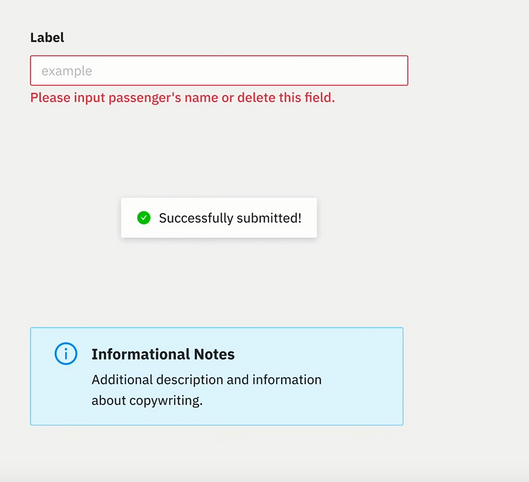 Label
example
Please input passenger's name or delete this field.
Successfully submitted!
Informational Notes
Additional description and information
about copywriting.